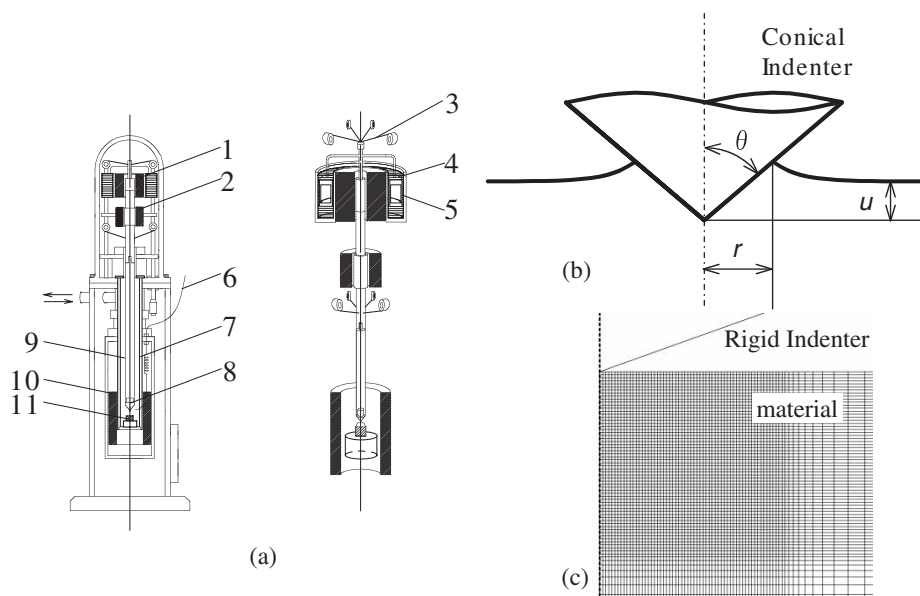 1
2
3
4
5
6
7
8
9
10
11
(a)
Conical
Indenter
θ
u
r
(b)
Rigid Indenter
material
(c)